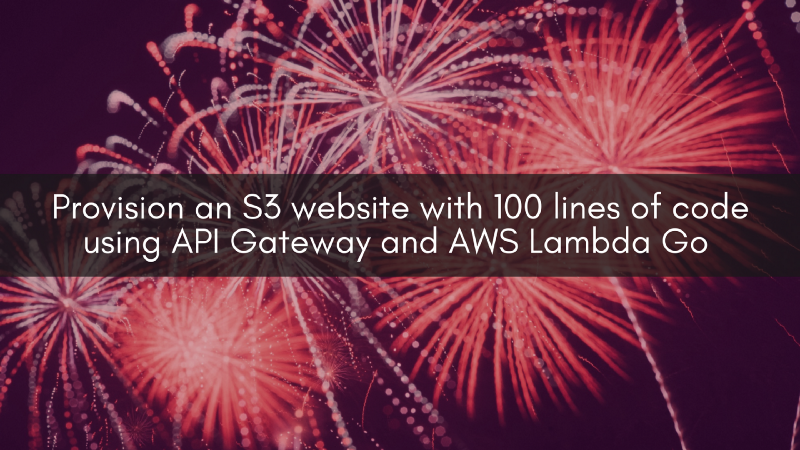 Provision an S3 website with 100 lines of code
using API Gateway and AWS Lambda Go